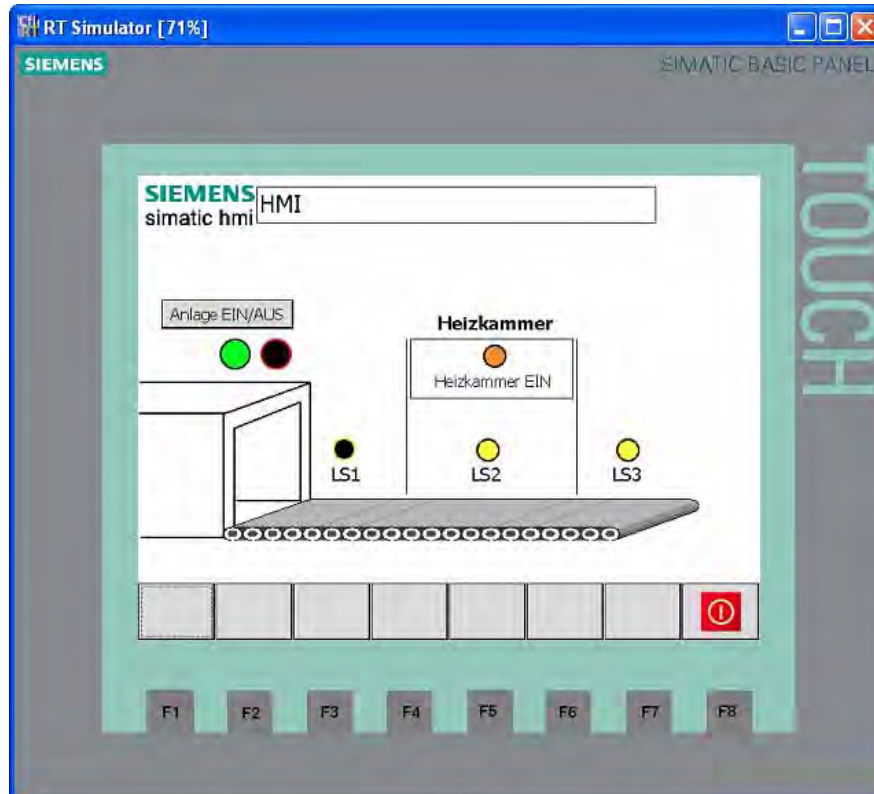 RT Simulator [71%]
SIEMENS
SIMATIC BASIC PANEL
TOUCH
SIEMENS
simatic hmi
HMI
Anlage EIN/AUS
Heizkammer
Heizkammer EIN
LS1
LS2
LS3
F1
F2
F3
F4
F5
F6
F7
F8